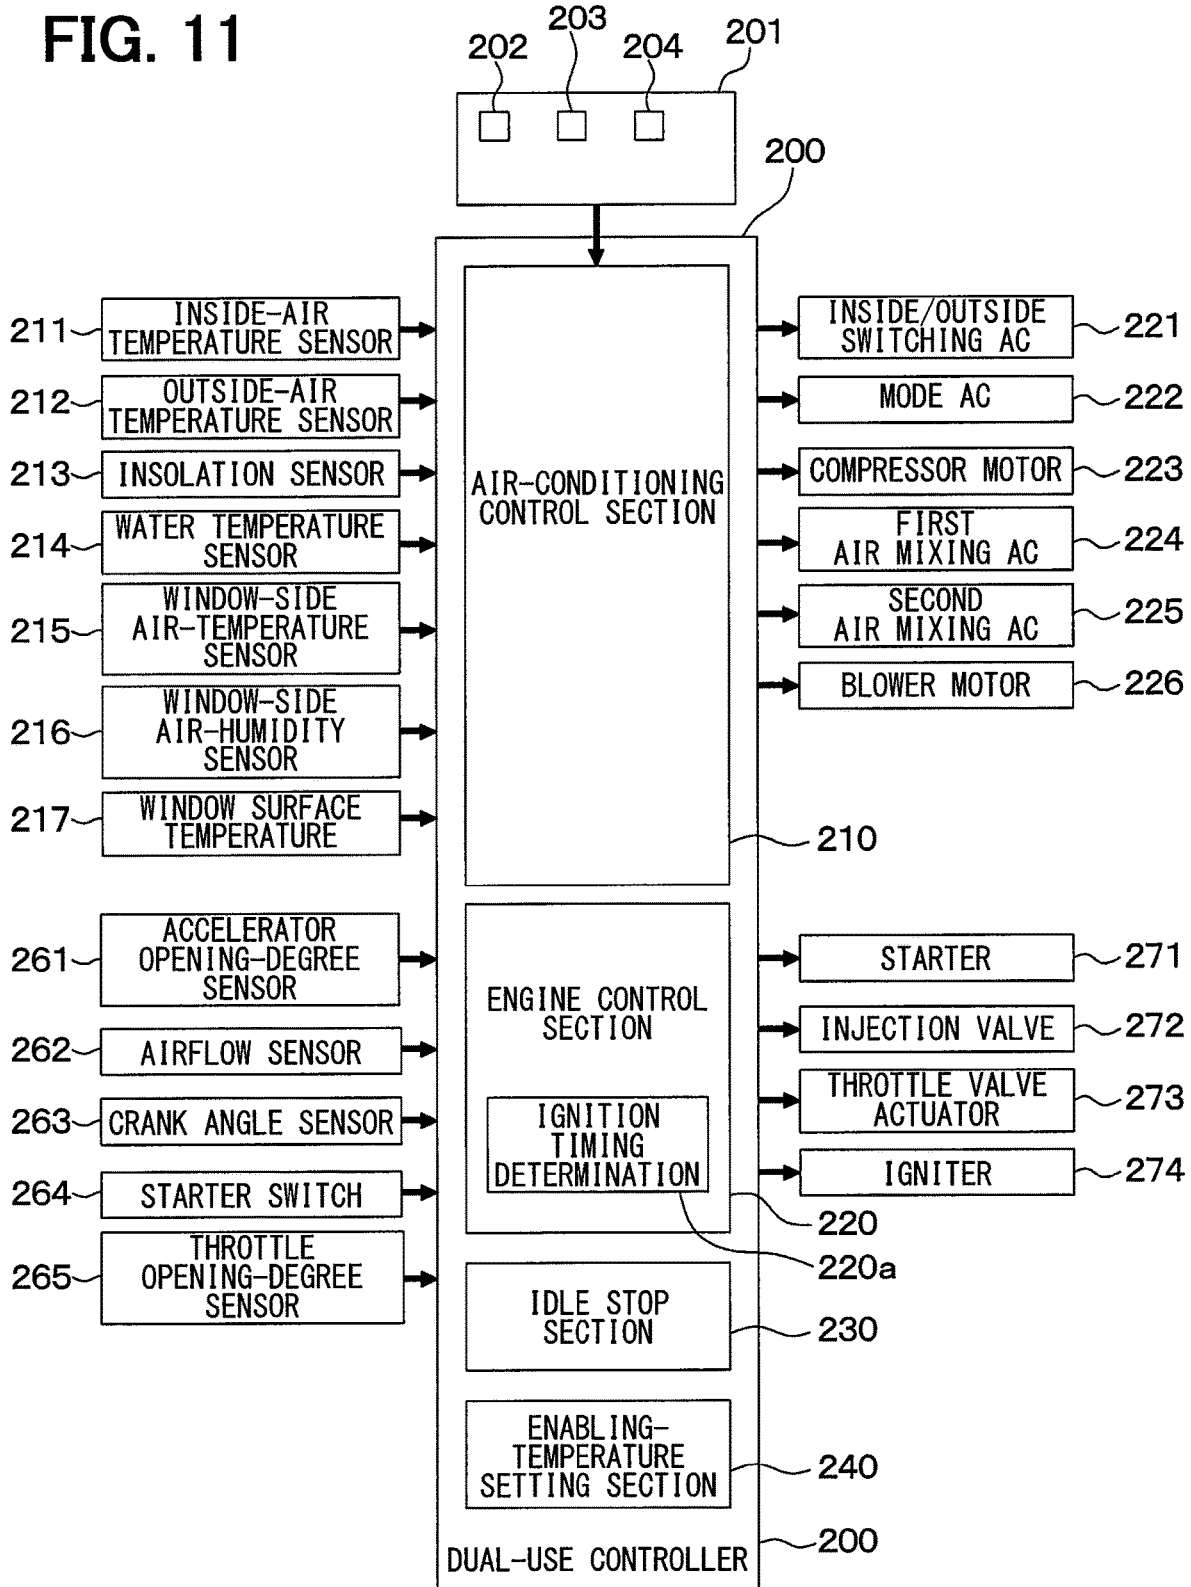 FIG. 11
202
203
204
201
200
211
INSIDE-AIR
TEMPERATURE SENSOR
212
OUTSIDE-AIR
TEMPERATURE SENSOR
213
INSOLATION SENSOR
214
WATER TEMPERATURE
SENSOR
215
WINDOW-SIDE
AIR-TEMPERATURE
SENSOR
216
WINDOW-SIDE
AIR-HUMIDITY
SENSOR
217
WINDOW SURFACE
TEMPERATURE
261
ACCELERATOR
OPENING-DEGREE
SENSOR
262
AIRFLOW SENSOR
263
CRANK ANGLE SENSOR
264
STARTER SWITCH
265
THROTTLE
OPENING-DEGREE
SENSOR
AIR-CONDITIONING
CONTROL SECTION
210
ENGINE CONTROL
SECTION
IGNITION
TIMING
DETERMINATION
220
220a
IDLE STOP
SECTION
230
ENABLING-
TEMPERATURE
SETTING SECTION
240
DUAL-USE CONTROLLER
200
INSIDE/OUTSIDE
SWITCHING AC
221
MODE AC
222
COMPRESSOR MOTOR
223
FIRST
AIR MIXING AC
224
SECOND
AIR MIXING AC
225
BLOWER MOTOR
226
STARTER
271
INJECTION VALVE
272
THROTTLE VALVE
ACTUATOR
273
IGNITER
274